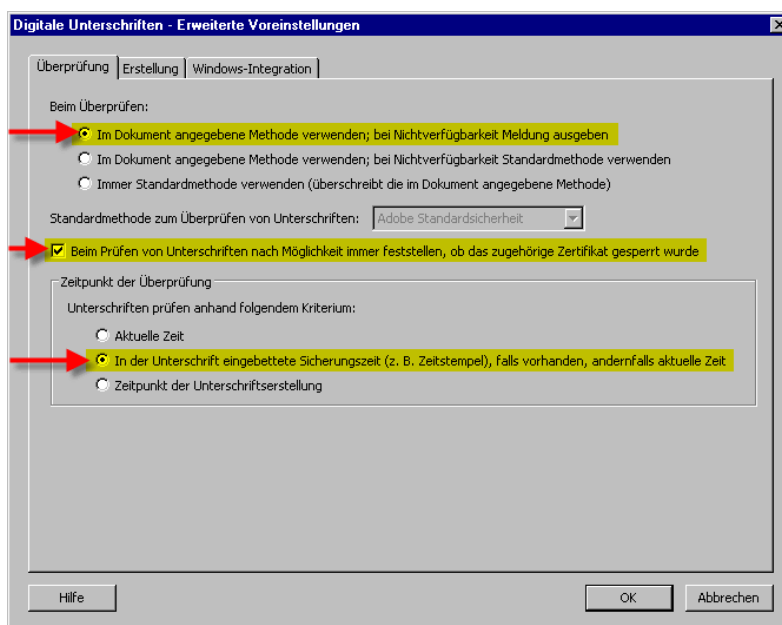 Digitale Unterschriften - Erweiterte Voreinstellungen
Überprüfung Erstellung Windows-Integration
Beim Überprüfen:
Im Dokument angegebene Methode verwenden; bei Nichtverfügbarkeit Meldung ausgeben
Im Dokument angegebene Methode verwenden; bei Nichtverfügbarkeit Standardmethode verwenden
Immer Standardmethode verwenden (überschreibt die im Dokument angegebene Methode)
Standardmethode zum Überprüfen von Unterschriften: Adobe Standardsicherheit
Beim Prüfen von Unterschriften nach Möglichkeit immer feststellen, ob das zugehörige Zertifikat gesperrt wurde
Zeitpunkt der Überprüfung
Unterschriften prüfen anhand folgendem Kriterium:
Aktuelle Zeit
In der Unterschrift eingebettete Sicherungszeit (z. B. Zeitstempel), falls vorhanden, andernfalls aktuelle Zeit
Zeitpunkt der Unterschriftserstellung
Hilfe OK Abbrechen